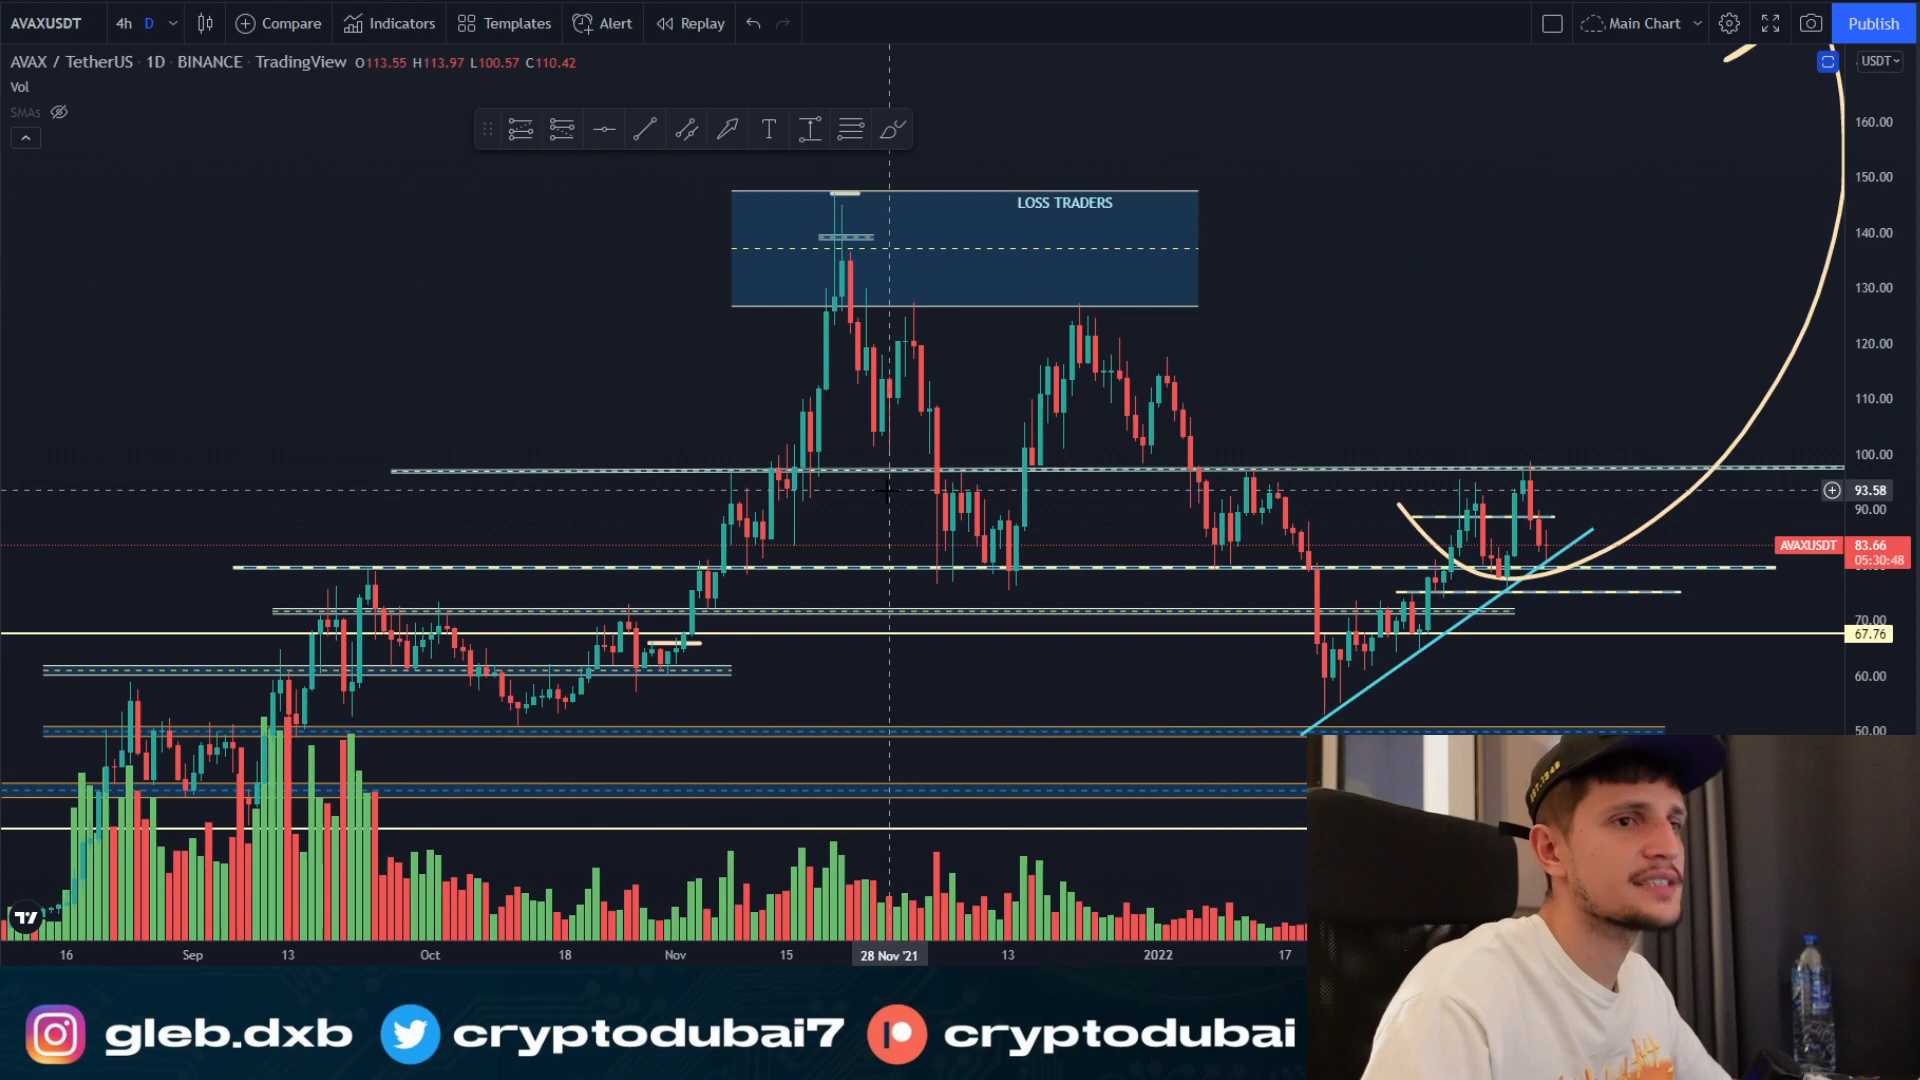 AVAXUSDT 4h D Compare Indicators Templates Alert Replay Main Chart Publish
AVAX / TetherUS · 1D · BINANCE · TradingView O113.55 H113.97 L100.57 C110.42
USDT
Vol
SMAs
160.00
150.00
LOSS TRADERS
140.00
130.00
120.00
110.00
100.00
93.58
90.00
AVAXUSDT 83.66
05:30:48
70.00
67.76
60.00
50.00
16 Sep 13 Oct 18 Nov 15 28 Nov '21 13 2022 17
gleb.dxb cryptodubai7 cryptodubai